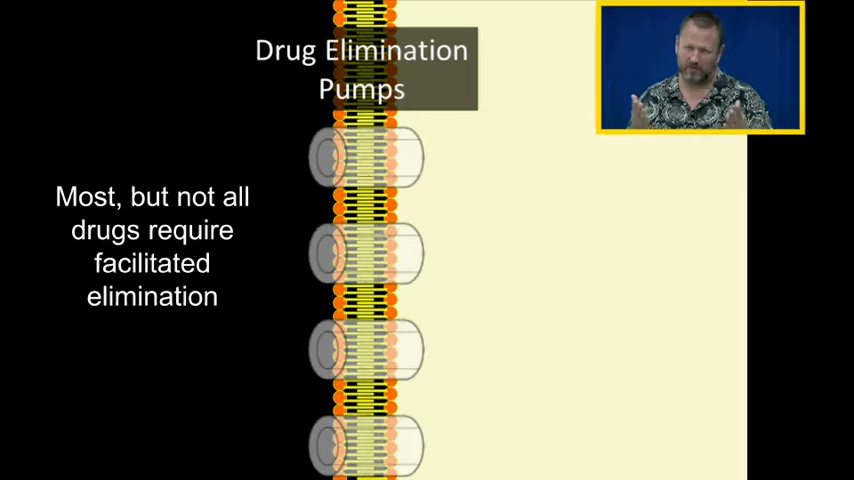 Drug Elimination
Pumps
Most, but not all
drugs require
facilitated
elimination